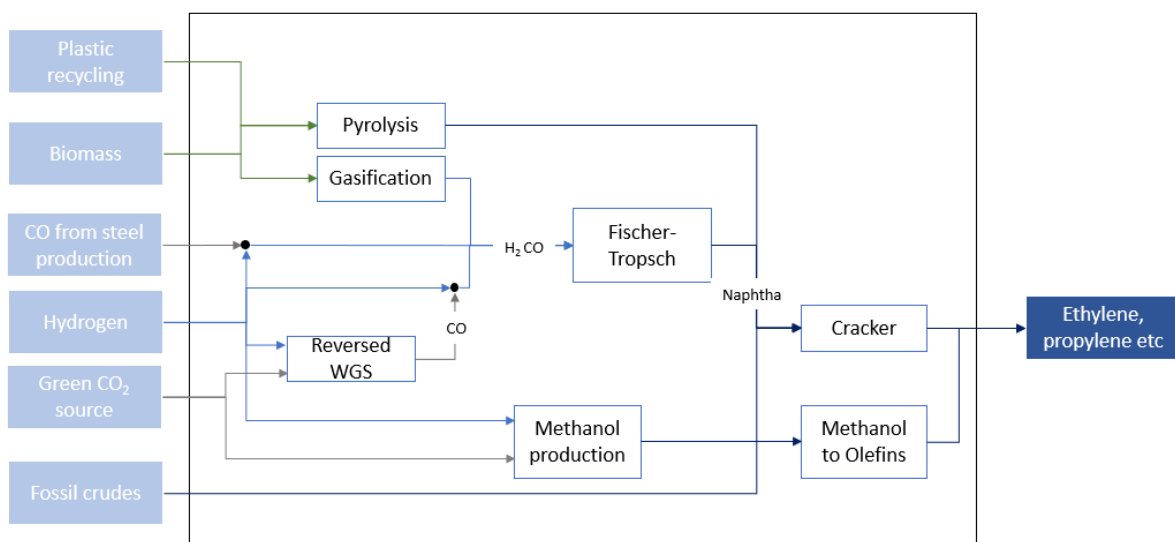 Plastic
recycling
Biomass
CO from steel
production
Hydrogen
Green CO₂
source
Fossil crudes
Pyrolysis
Gasification
Reversed
WGS
CO
H₂ CO
Fischer-
Tropsch
Methanol
production
Naphtha
Cracker
Methanol
to Olefins
Ethylene,
propylene etc